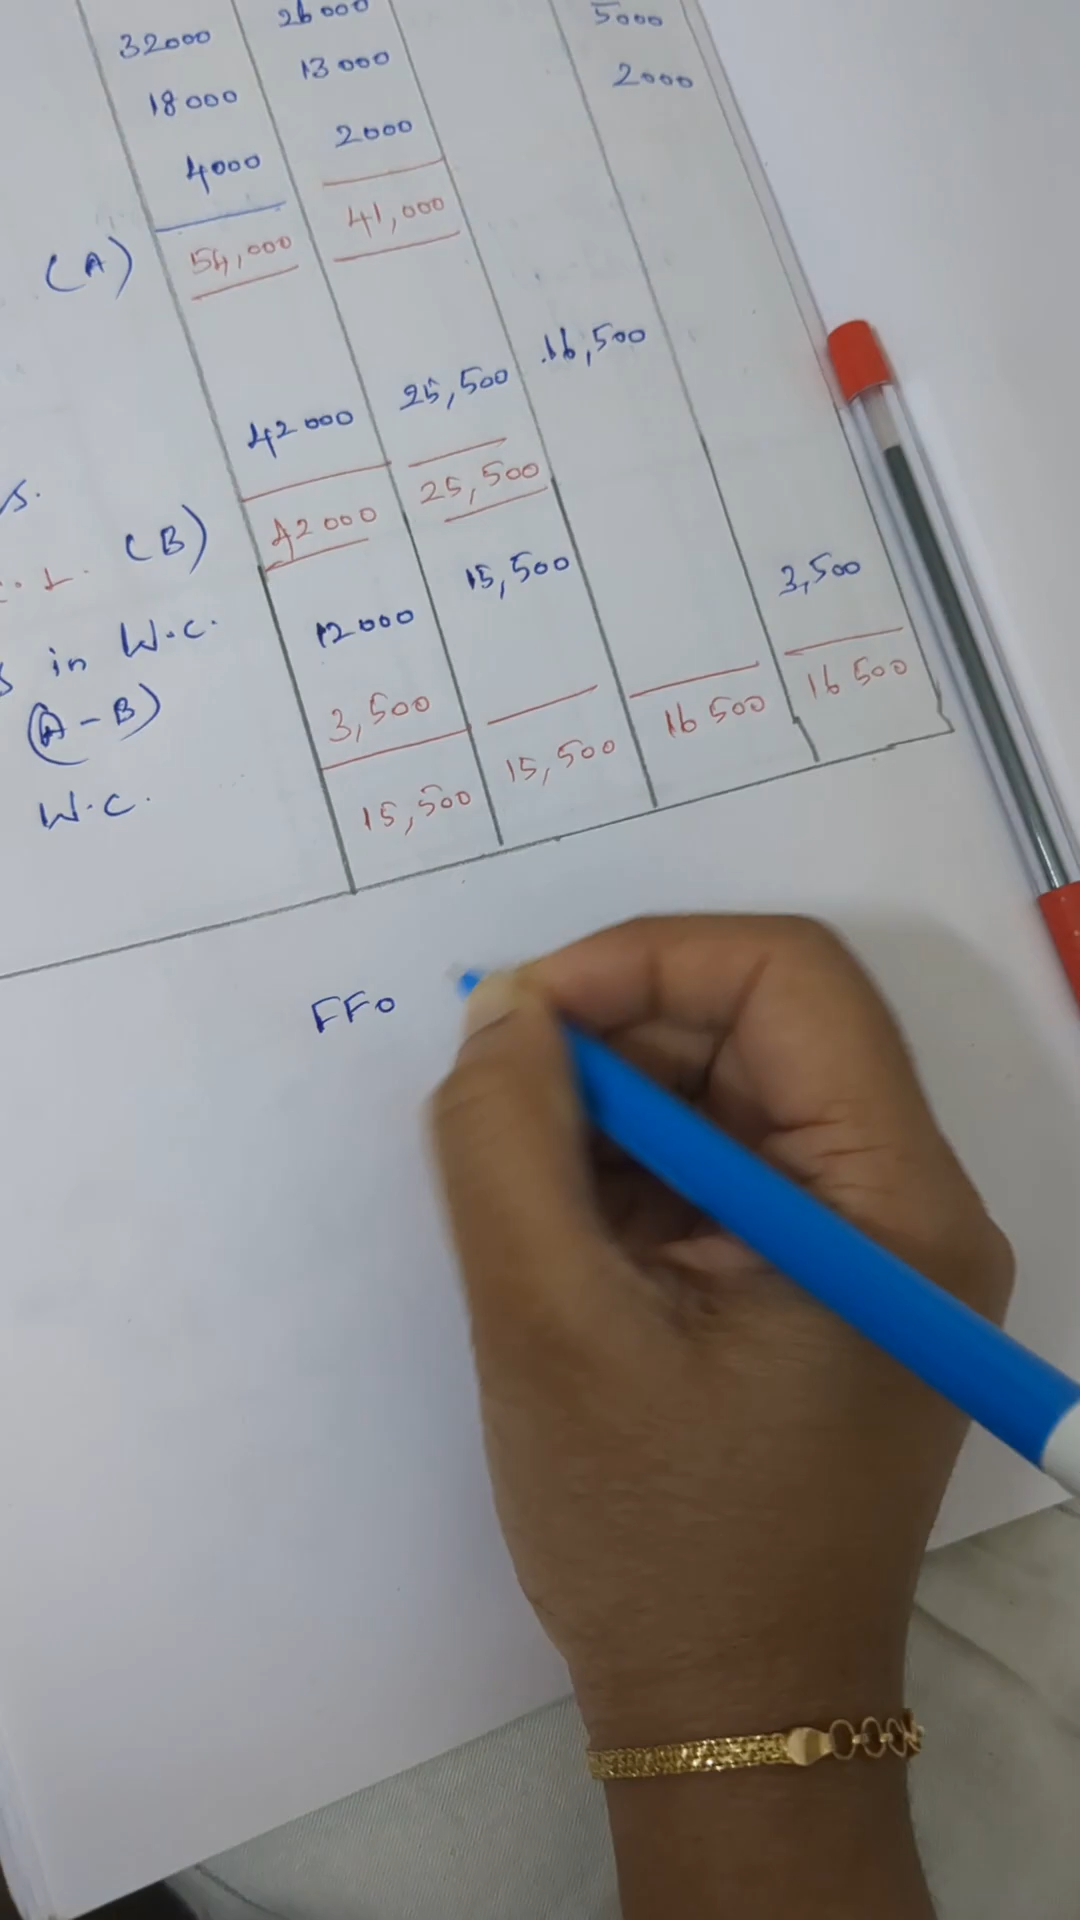 32000 26000 5000
18000 13000 2000
4000 2000
(A) 54,000 41,000
42000 25,500 16,500
s.
(B) 42000 25,500
in W.C. 12000 15,500 3,500
(A-B) 3,500 16500 16500
W.C. 15,500 15,500
FFO